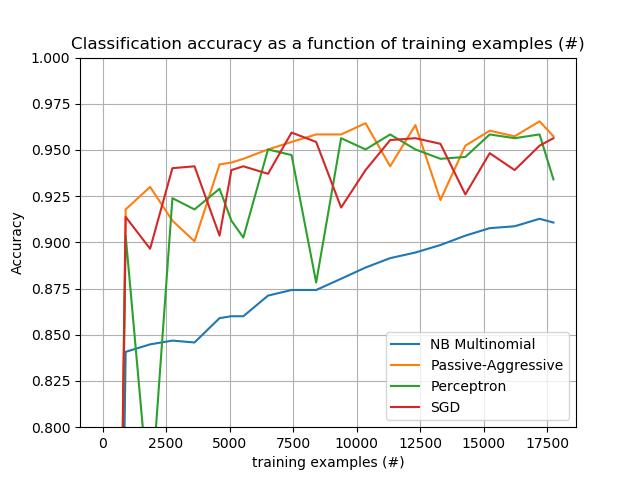 Classification accuracy as a function of training examples (#)
1.000
0.975
0.950
0.925
0.900
0.875
0.850
0.825
0.800
Accuracy
NB Multinomial
Passive-Aggressive
Perceptron
SGD
0 2500 5000 7500 10000 12500 15000 17500
training examples (#)